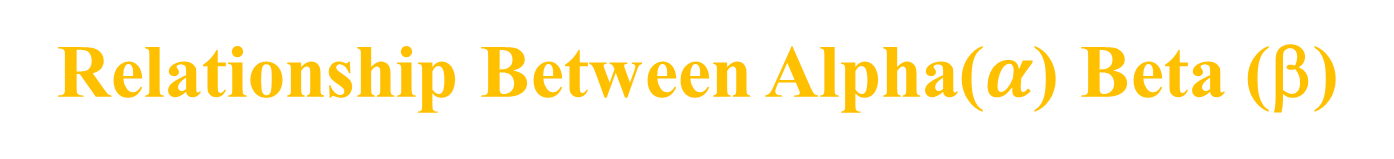 Relationship Between Alpha(α) Beta (β)